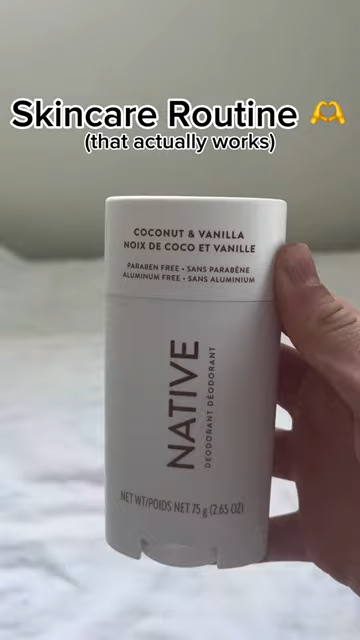 Skincare Routine 🫶
(that actually works)
COCONUT & VANILLA
NOIX DE COCO ET VANILLE
PARABEN FREE • SANS PARABÈNE
ALUMINUM FREE • SANS ALUMINIUM
NATIVE
DEODORANT DÉODORANT
NET WT/POIDS NET 75 g (2.65 OZ)